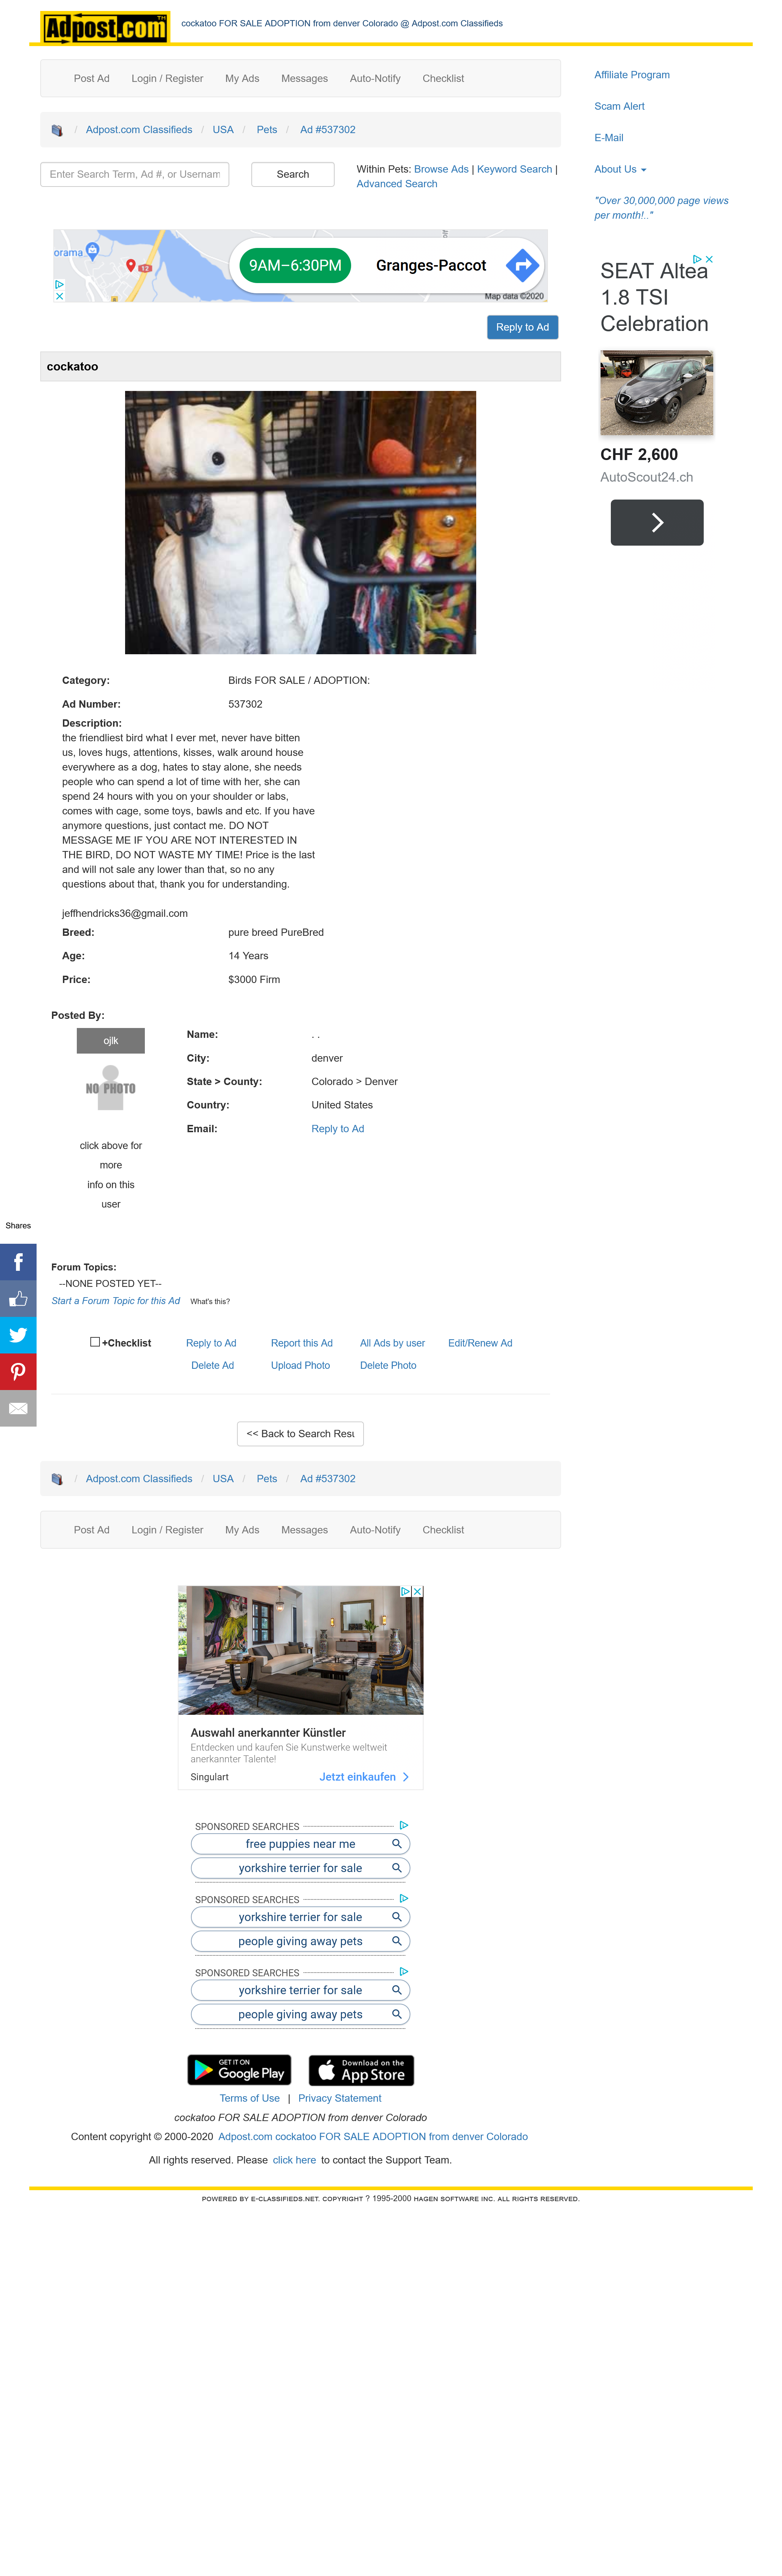 Adpost.com TM
cockatoo FOR SALE ADOPTION from denver Colorado @ Adpost.com Classifieds
Post Ad Login / Register My Ads Messages Auto-Notify Checklist
Affiliate Program
Scam Alert
E-Mail
About Us
"Over 30,000,000 page views
per month!.."
/ Adpost.com Classifieds / USA / Pets / Ad #537302
Enter Search Term, Ad #, or Usernam
Search
Within Pets: Browse Ads | Keyword Search |
Advanced Search
orama
12
9AM–6:30PM
Granges-Paccot
Map data ©2020
SEAT Altea
1.8 TSI
Celebration
CHF 2,600
AutoScout24.ch
Reply to Ad
cockatoo
Category: Birds FOR SALE / ADOPTION:
Ad Number: 537302
Description:
the friendliest bird what I ever met, never have bitten
us, loves hugs, attentions, kisses, walk around house
everywhere as a dog, hates to stay alone, she needs
people who can spend a lot of time with her, she can
spend 24 hours with you on your shoulder or labs,
comes with cage, some toys, bawls and etc. If you have
anymore questions, just contact me. DO NOT
MESSAGE ME IF YOU ARE NOT INTERESTED IN
THE BIRD, DO NOT WASTE MY TIME! Price is the last
and will not sale any lower than that, so no any
questions about that, thank you for understanding.
jeffhendricks36@gmail.com
Breed: pure breed PureBred
Age: 14 Years
Price: $3000 Firm
Posted By:
ojlk
NO PHOTO
click above for
more
info on this
user
Name: . .
City: denver
State > County: Colorado > Denver
Country: United States
Email: Reply to Ad
Shares
Forum Topics:
--NONE POSTED YET--
Start a Forum Topic for this Ad What's this?
+Checklist Reply to Ad Report this Ad All Ads by user Edit/Renew Ad
Delete Ad Upload Photo Delete Photo
<< Back to Search Resu
/ Adpost.com Classifieds / USA / Pets / Ad #537302
Post Ad Login / Register My Ads Messages Auto-Notify Checklist
Auswahl anerkannter Künstler
Entdecken und kaufen Sie Kunstwerke weltweit
anerkannter Talente!
Singulart Jetzt einkaufen
SPONSORED SEARCHES
free puppies near me
yorkshire terrier for sale
SPONSORED SEARCHES
yorkshire terrier for sale
people giving away pets
SPONSORED SEARCHES
yorkshire terrier for sale
people giving away pets
GET IT ON
Google Play
Download on the
App Store
Terms of Use | Privacy Statement
cockatoo FOR SALE ADOPTION from denver Colorado
Content copyright © 2000-2020 Adpost.com cockatoo FOR SALE ADOPTION from denver Colorado
All rights reserved. Please click here to contact the Support Team.
POWERED BY E-CLASSIFIEDS.NET. COPYRIGHT ? 1995-2000 HAGEN SOFTWARE INC. ALL RIGHTS RESERVED.